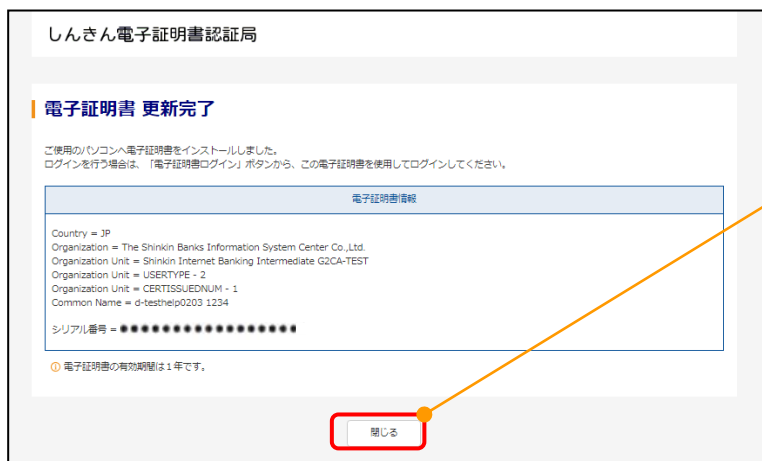 しんきん電子証明書認証局
電子証明書 更新完了
ご使用のパソコンへ電子証明書をインストールしました。
ログインを行う場合は、「電子証明書ログイン」ボタンから、この電子証明書を使用してログインしてください。
電子証明書情報
Country = JP
Organization = The Shinkin Banks Information System Center Co.,Ltd.
Organization Unit = Shinkin Internet Banking Intermediate G2CA-TEST
Organization Unit = USERTYPE - 2
Organization Unit = CERTISSUEDNUM - 1
Common Name = d-testhelp0203 1234
シリアル番号 = ●●●●●●●●●●●●●●●●●
電子証明書の有効期間は１年です。
閉じる